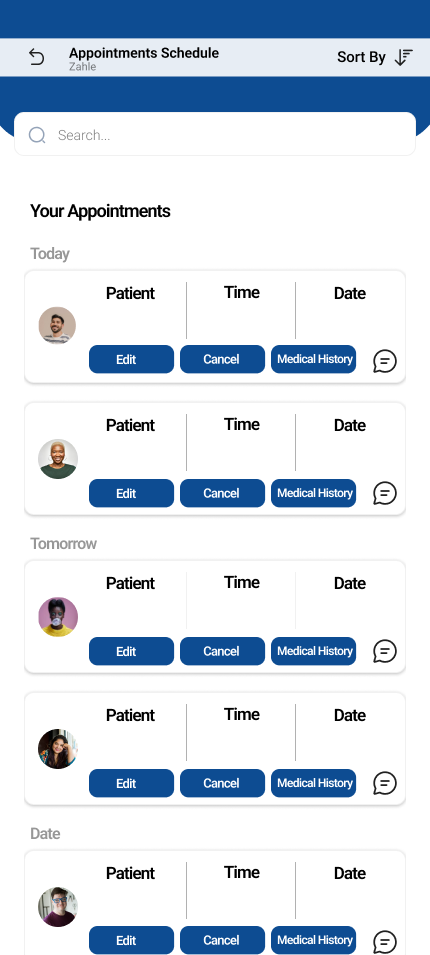 Appointments Schedule
Zahle
Sort By
Search...
Your Appointments
Today
Patient Time Date
Edit Cancel Medical History
Patient Time Date
Edit Cancel Medical History
Tomorrow
Patient Time Date
Edit Cancel Medical History
Patient Time Date
Edit Cancel Medical History
Date
Patient Time Date
Edit Cancel Medical History